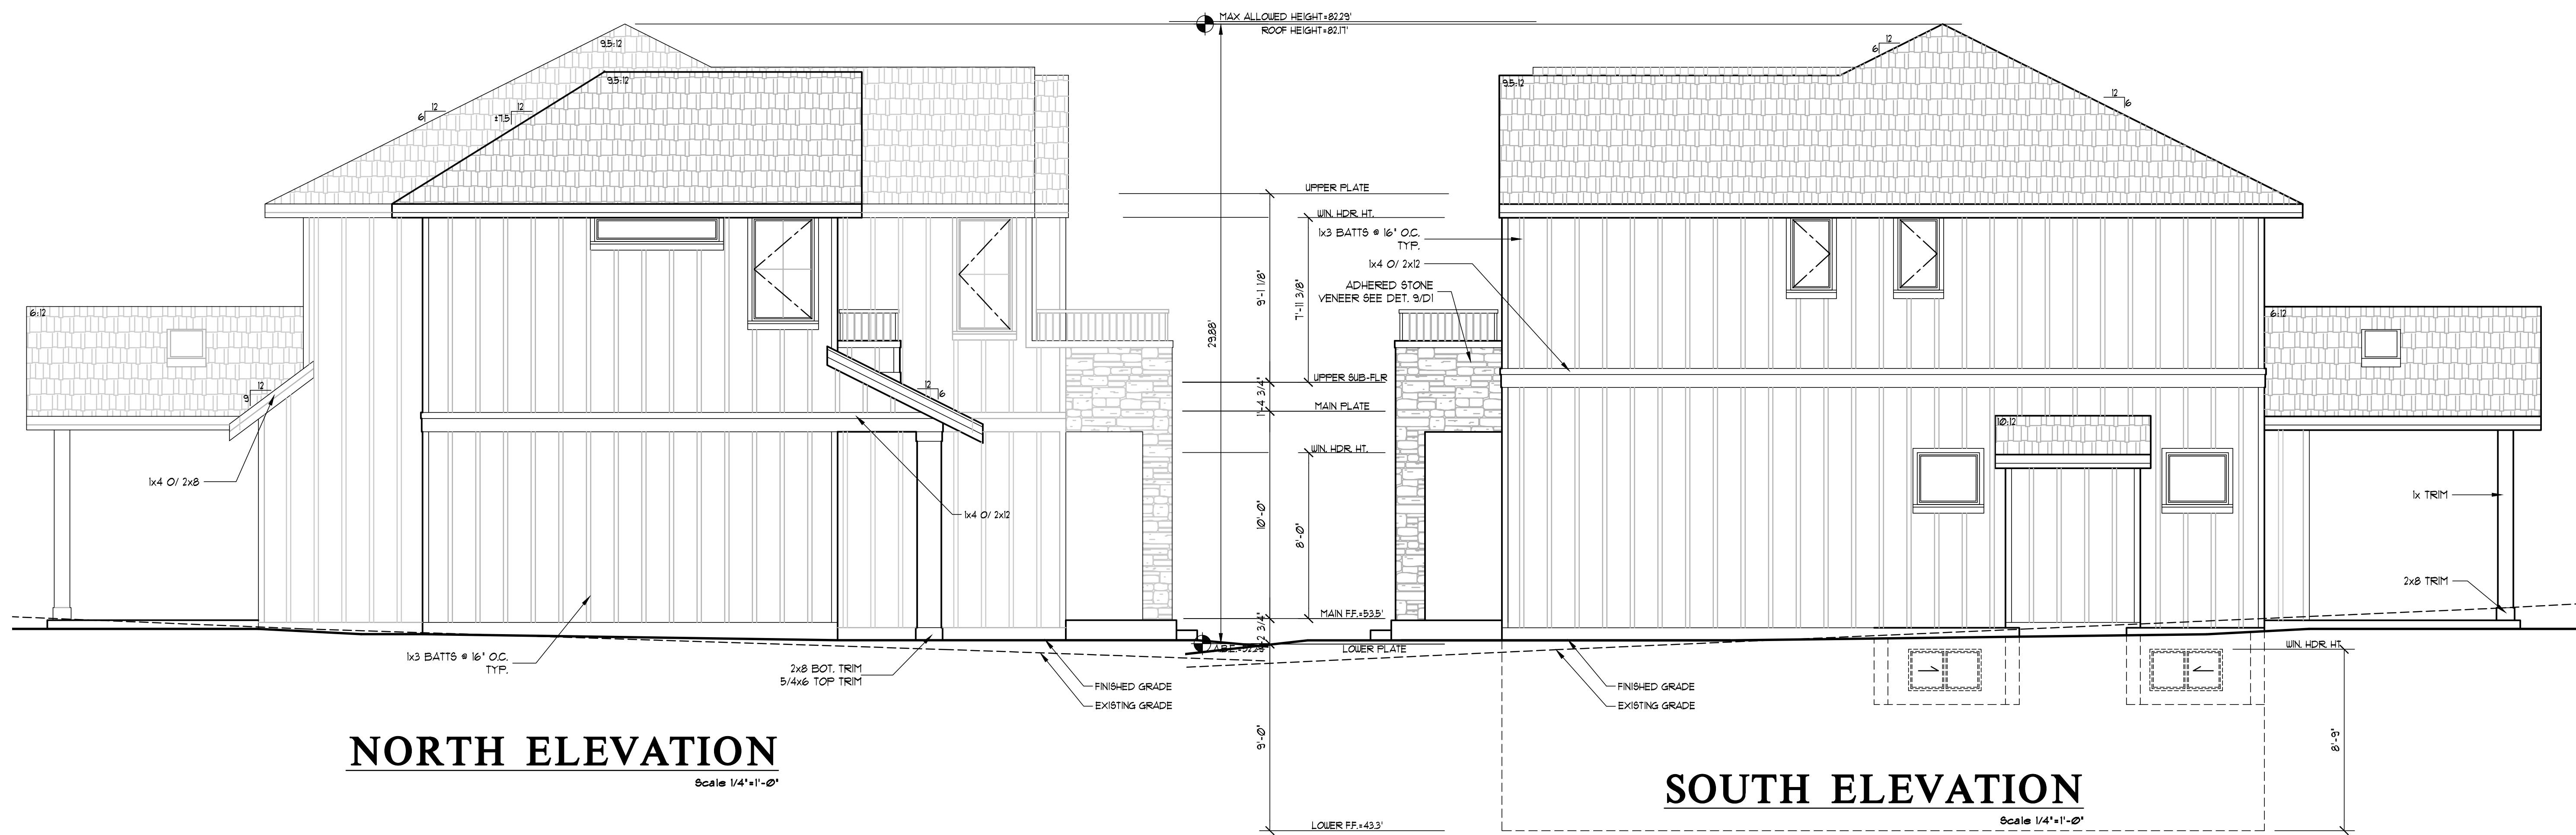 MAX ALLOWED HEIGHT=82.29'
ROOF HEIGHT=82.17'
9.5:12
9.5:12
12
6
12
±7.5
6:12
12
9
12
6
1x4 O/ 2x8
1x4 O/ 2x12
1x3 BATTS @ 16" O.C.
TYP.
2x8 BOT. TRIM
5/4x6 TOP TRIM
FINISHED GRADE
EXISTING GRADE
NORTH ELEVATION
Scale 1/4"=1'-0"
29.88'
UPPER PLATE
WIN. HDR. HT.
9'-1 1/8"
7'-11 3/8"
UPPER SUB-FLR
1'-4 3/4"
MAIN PLATE
WIN. HDR. HT.
10'-0"
8'-0"
MAIN F.F.=53.5'
LOWER PLATE
9'-0"
LOWER F.F.=43.3'
1x3 BATTS @ 16" O.C.
TYP.
1x4 O/ 2x12
ADHERED STONE
VENEER SEE DET. 9/D1
9.5:12
12
6
12
6
6:12
10:12
1x TRIM
2x8 TRIM
WIN. HDR. HT.
8'-9"
FINISHED GRADE
EXISTING GRADE
SOUTH ELEVATION
Scale 1/4"=1'-0"